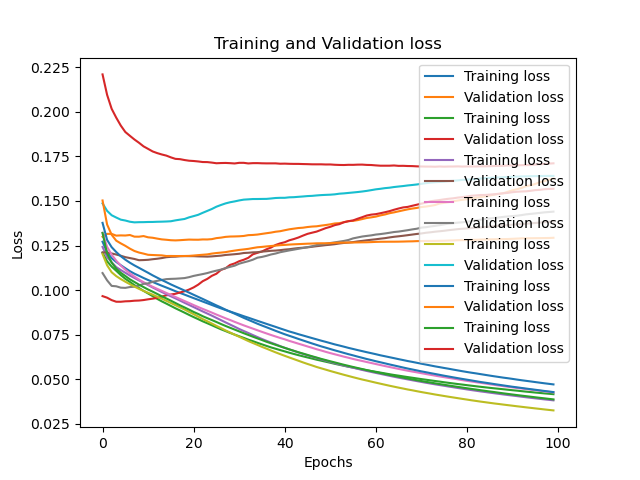 Training and Validation loss
Loss
0.225
0.200
0.175
0.150
0.125
0.100
0.075
0.050
0.025
Training loss
Validation loss
Training loss
Validation loss
Training loss
Validation loss
Training loss
Validation loss
Training loss
Validation loss
Training loss
Validation loss
Training loss
Validation loss
0
20
40
60
80
100
Epochs